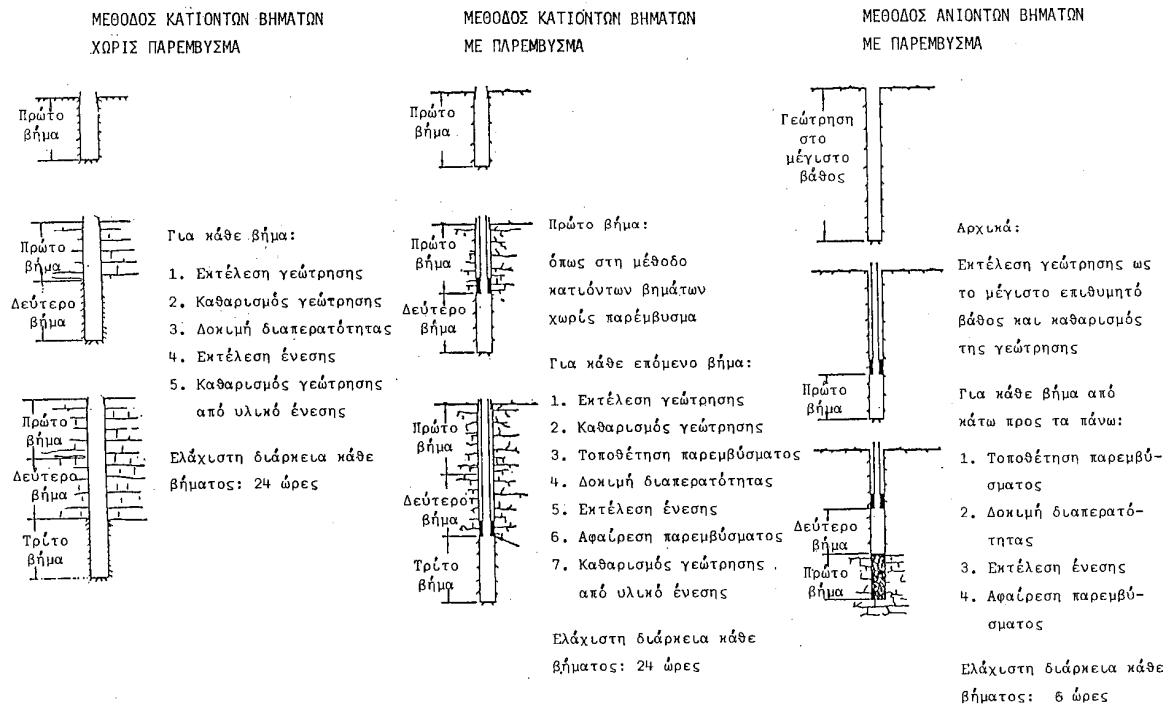 ΜΕΘΟΔΟΣ ΚΑΤΙΟΝΤΩΝ ΒΗΜΑΤΩΝ
ΧΩΡΙΣ ΠΑΡΕΜΒΥΣΜΑ
Πρώτο
βήμα
Πρώτο
βήμα
Δεύτερο
βήμα
Πρώτο
βήμα
Δεύτερο
βήμα
Τρίτο
βήμα
Για κάθε βήμα:
1. Εκτέλεση γεώτρησης
2. Καθαρισμός γεώτρησης
3. Δοκιμή διαπερατότητας
4. Εκτέλεση ένεσης
5. Καθαρισμός γεώτρησης
από υλικό ένεσης
Ελάχιστη διάρκεια κάθε
βήματος: 24 ώρες
ΜΕΘΟΔΟΣ ΚΑΤΙΟΝΤΩΝ ΒΗΜΑΤΩΝ
ΜΕ ΠΑΡΕΜΒΥΣΜΑ
Πρώτο
βήμα
Πρώτο
βήμα
Δεύτερο
βήμα
Πρώτο
βήμα
Δεύτερο
βήμα
Τρίτο
βήμα
Πρώτο βήμα:
όπως στη μέθοδο
κατιόντων βημάτων
χωρίς παρέμβυσμα
Για κάθε επόμενο βήμα:
1. Εκτέλεση γεώτρησης
2. Καθαρισμός γεώτρησης
3. Τοποθέτηση παρεμβύσματος
4. Δοκιμή διαπερατότητας
5. Εκτέλεση ένεσης
6. Αφαίρεση παρεμβύσματος
7. Καθαρισμός γεώτρησης
από υλικό ένεσης
Ελάχιστη διάρκεια κάθε
βήματος: 24 ώρες
ΜΕΘΟΔΟΣ ΑΝΙΟΝΤΩΝ ΒΗΜΑΤΩΝ
ΜΕ ΠΑΡΕΜΒΥΣΜΑ
Γεώτρηση
στο
μέγιστο
βάθος
Πρώτο
βήμα
Δεύτερο
βήμα
Πρώτο
βήμα
Αρχικά:
Εκτέλεση γεώτρησης ως
το μέγιστο επιθυμητό
βάθος και καθαρισμός
της γεώτρησης
Για κάθε βήμα από
κάτω προς τα πάνω:
1. Τοποθέτηση παρεμβύ-
σματος
2. Δοκιμή διαπερατό-
τητας
3. Εκτέλεση ένεσης
4. Αφαίρεση παρεμβύ-
σματος
Ελάχιστη διάρκεια κάθε
βήματος: 6 ώρες